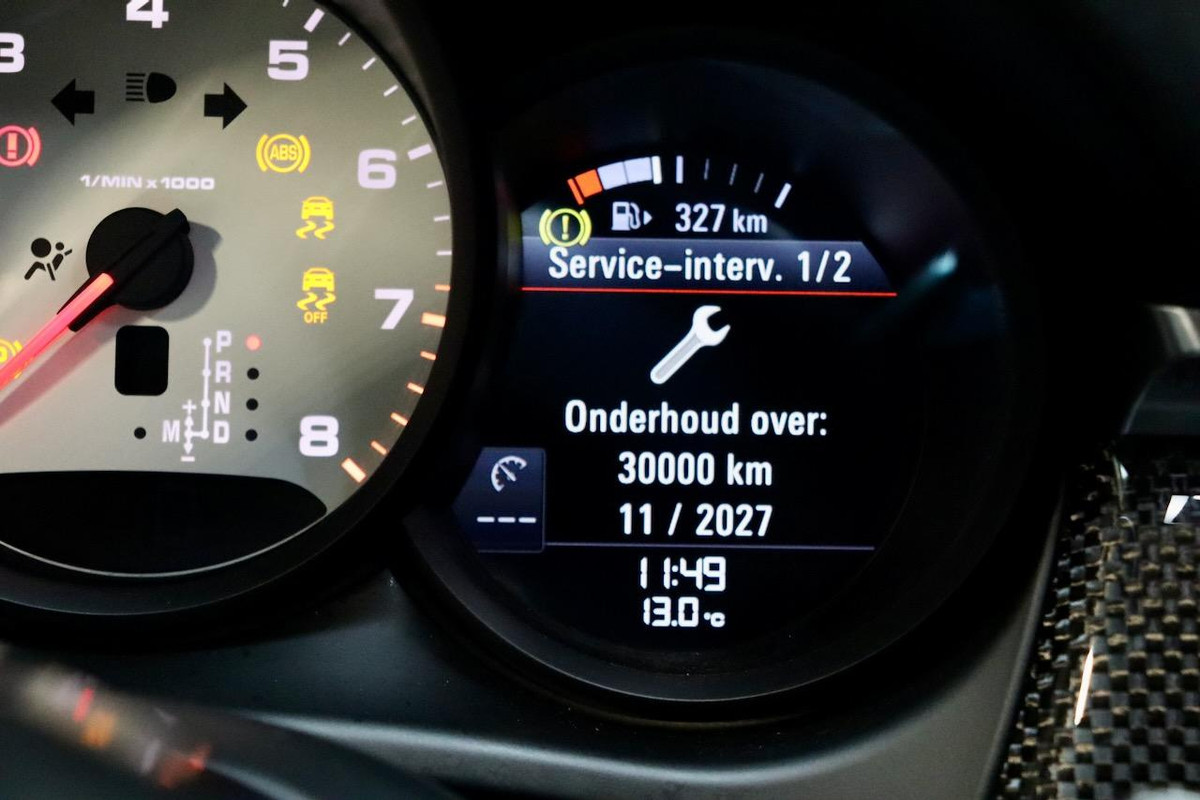 3
4
5
6
7
8
ABS
1/MIN x 1000
OFF
P
R
N
D
+
M
−
327 km
Service-interv. 1/2
Onderhoud over:
30000 km
11 / 2027
---
11:49
13.0 °C